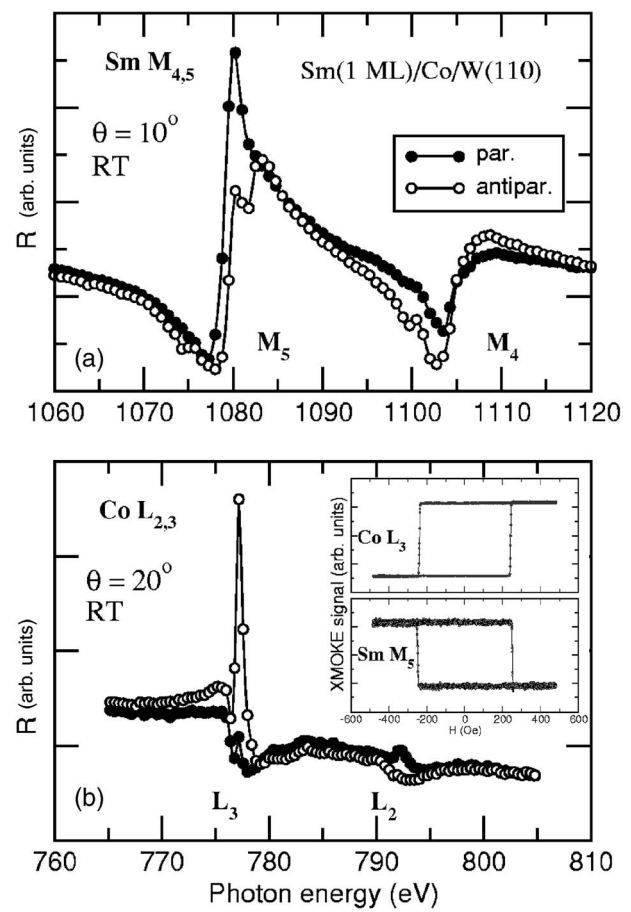 Sm M4,5
Sm(1 ML)/Co/W(110)
θ = 10°
RT
par.
antipar.
R (arb. units)
M5
M4
(a)
1060 1070 1080 1090 1100 1110 1120
Co L2,3
θ = 20°
RT
XMOKE signal (arb. units)
Co L3
Sm M5
-600 -400 -200 0 200 400 600
H (Oe)
R (arb. units)
(b)
L3
L2
760 770 780 790 800 810
Photon energy (eV)